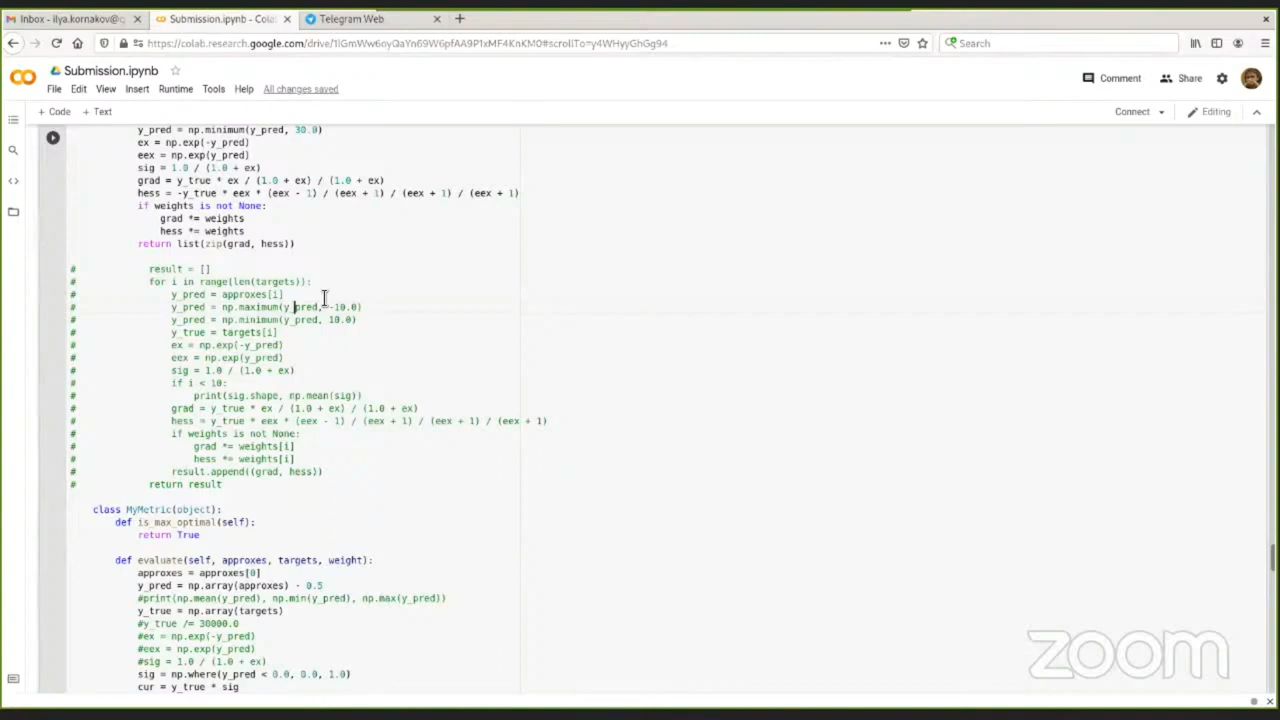 Inbox - ilya.kornakov@
Submission.ipynb - Cola
Telegram Web
Search
Submission.ipynb
File Edit View Insert Runtime Tools Help All changes saved
Comment Share
+ Code + Text
Connect Editing
y_pred = np.minimum(y_pred, 30.0)
ex = np.exp(-y_pred)
eex = np.exp(y_pred)
sig = 1.0 / (1.0 + ex)
grad = y_true * ex / (1.0 + ex) / (1.0 + ex)
hess = -y_true * eex * (eex - 1) / (eex + 1) / (eex + 1) / (eex + 1)
if weights is not None:
grad *= weights
hess *= weights
return list(zip(grad, hess))
# result = []
# for i in range(len(targets)):
# y_pred = approxes[i]
# y_pred = np.maximum(y_pred, -10.0)
# y_pred = np.minimum(y_pred, 10.0)
# y_true = targets[i]
# ex = np.exp(-y_pred)
# eex = np.exp(y_pred)
# sig = 1.0 / (1.0 + ex)
# if i < 10:
# print(sig.shape, np.mean(sig))
# grad = y_true * ex / (1.0 + ex) / (1.0 + ex)
# hess = y_true * eex * (eex - 1) / (eex + 1) / (eex + 1) / (eex + 1)
# if weights is not None:
# grad *= weights[i]
# hess *= weights[i]
# result.append((grad, hess))
# return result
class MyMetric(object):
def is_max_optimal(self):
return True
def evaluate(self, approxes, targets, weight):
approxes = approxes[0]
y_pred = np.array(approxes) - 0.5
#print(np.mean(y_pred), np.min(y_pred), np.max(y_pred))
y_true = np.array(targets)
#y_true /= 30000.0
#ex = np.exp(-y_pred)
#eex = np.exp(y_pred)
#sig = 1.0 / (1.0 + ex)
sig = np.where(y_pred < 0.0, 0.0, 1.0)
cur = y_true * sig
zoom